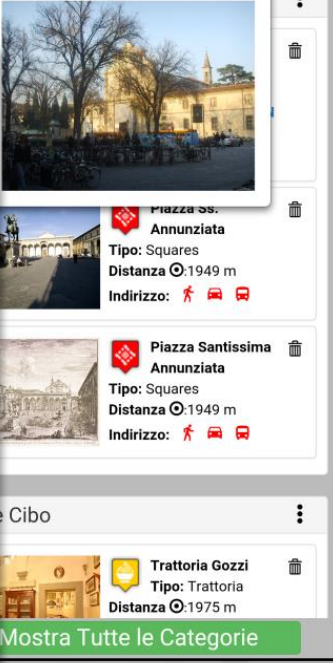 Piazza Ss.
Annunziata
Tipo: Squares
Distanza :1949 m
Indirizzo:
Piazza Santissima
Annunziata
Tipo: Squares
Distanza :1949 m
Indirizzo:
e Cibo
Trattoria Gozzi
Tipo: Trattoria
Distanza :1975 m
Mostra Tutte le Categorie